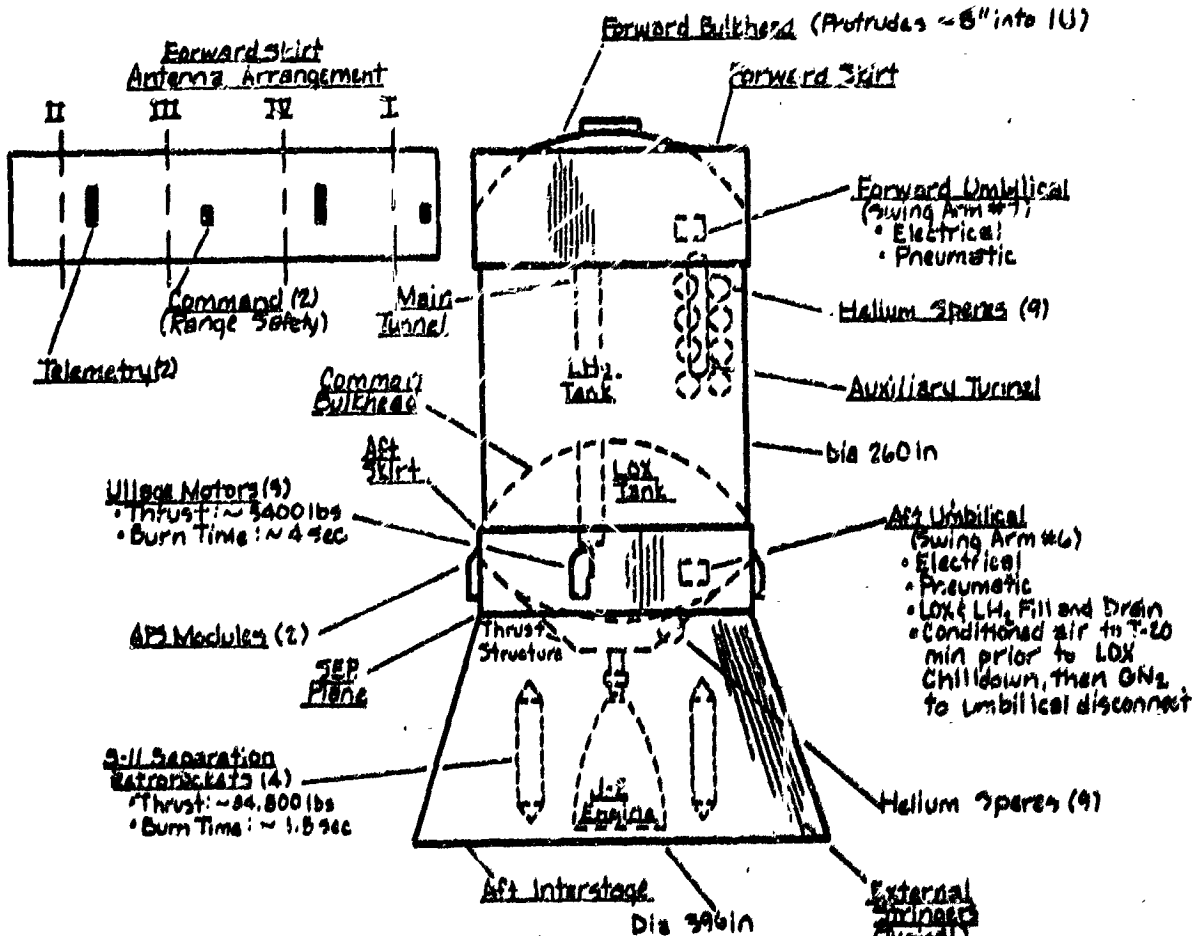 Forward Bulkhead (Protrudes ~8" into IU)
Forward Skirt
Antenna Arrangement
II III IV I
Forward Skirt
Forward Umbilical
(Swing Arm #7)
• Electrical
• Pneumatic
Command (2)
(Range Safety)
Telemetry (2)
Main
Tunnel
Helium Speres (9)
LH₂
Tank
Auxiliary Tunnel
Common
Bulkhead
Dia 260 in
Aft
Skirt
LOX
Tank
Ullage Motors (3)
• Thrust: ~3400 lbs
• Burn Time: ~4 sec
Aft Umbilical
(Swing Arm #6)
• Electrical
• Pneumatic
• LOX & LH₂ Fill and Drain
• Conditioned air to T-20
min prior to LOX
Chilldown, then GN₂
to umbilical disconnect
APS Modules (2)
Thrust
Structure
SEP
Plane
S-II Separation
Retrorockets (4)
• Thrust: ~34,800 lbs
• Burn Time: ~1.5 sec
J-2
Engine
Helium Speres (9)
Aft Interstage
Dia 396 in
External
Stringers